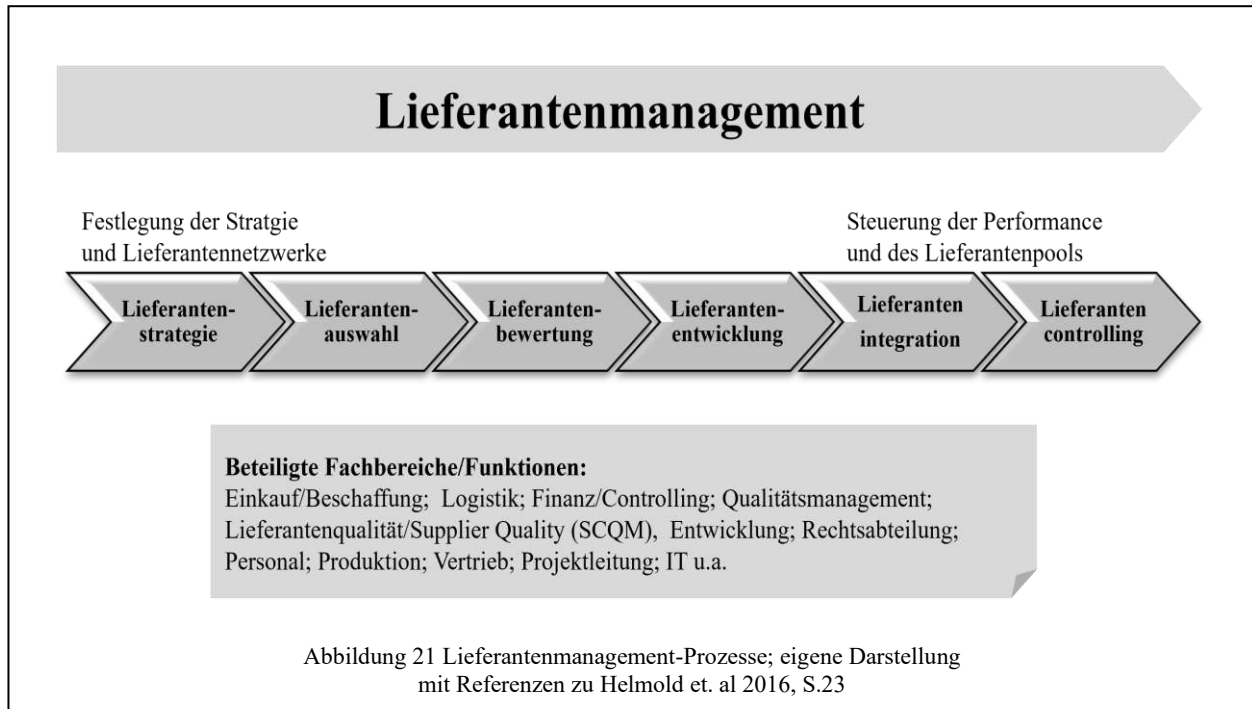 Lieferantenmanagement
Festlegung der Stratgie
und Lieferantennetzwerke
Steuerung der Performance
und des Lieferantenpools
Lieferanten-
strategie
Lieferanten-
auswahl
Lieferanten-
bewertung
Lieferanten-
entwicklung
Lieferanten
integration
Lieferanten
controlling
Beteiligte Fachbereiche/Funktionen:
Einkauf/Beschaffung; Logistik; Finanz/Controlling; Qualitätsmanagement;
Lieferantenqualität/Supplier Quality (SCQM), Entwicklung; Rechtsabteilung;
Personal; Produktion; Vertrieb; Projektleitung; IT u.a.
Abbildung 21 Lieferantenmanagement-Prozesse; eigene Darstellung
mit Referenzen zu Helmold et. al 2016, S.23